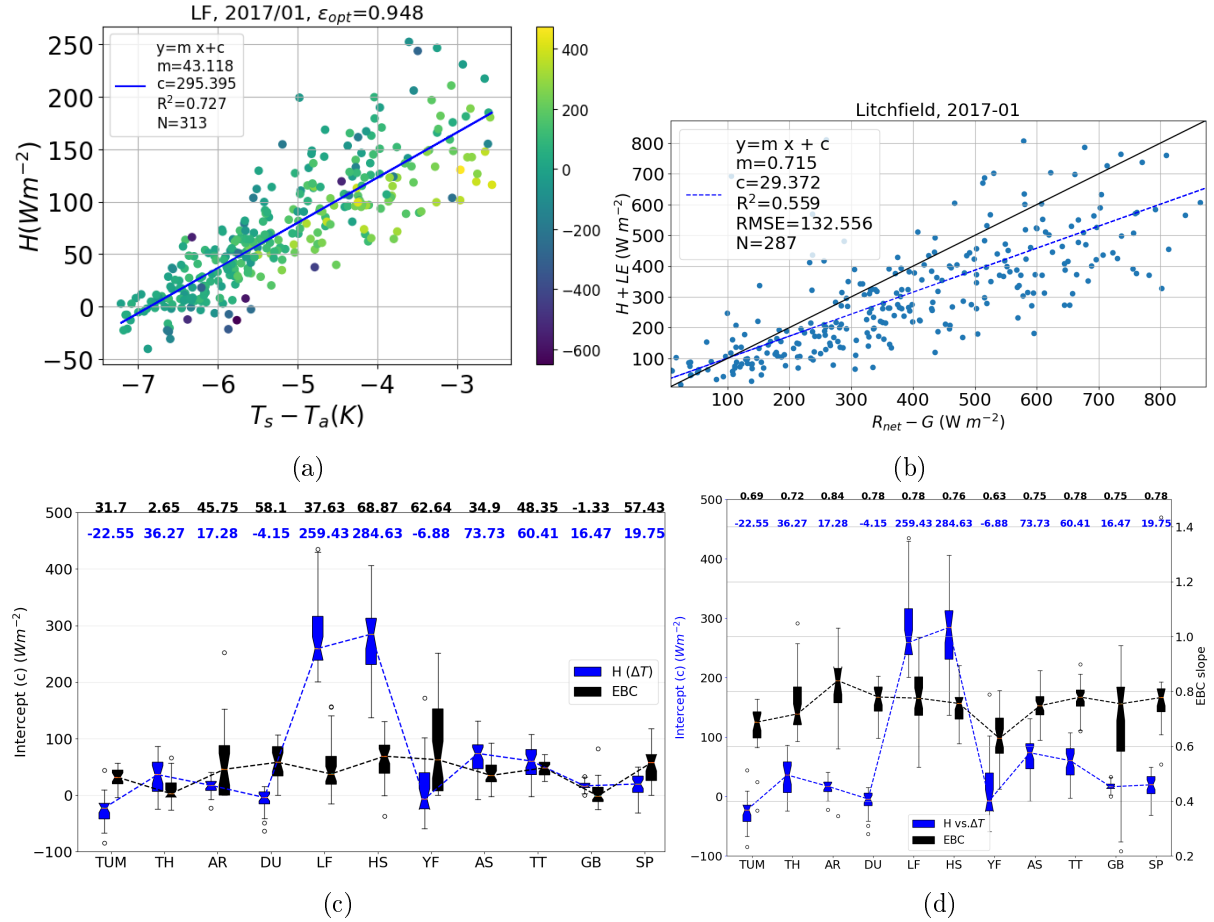 LF, 2017/01, ε_opt=0.948
y=m x+c
m=43.118
c=295.395
R²=0.727
N=313
H(Wm⁻²)
250
200
150
100
50
0
−50
−7 −6 −5 −4 −3
T_s − T_a(K)
400
200
0
−200
−400
−600
(a)
Litchfield, 2017-01
y=m x + c
m=0.715
c=29.372
R²=0.559
RMSE=132.556
N=287
H + LE (W m⁻²)
800
700
600
500
400
300
200
100
100 200 300 400 500 600 700 800
R_net − G (W m⁻²)
(b)
31.7 2.65 45.75 58.1 37.63 68.87 62.64 34.9 48.35 -1.33 57.43
-22.55 36.27 17.28 -4.15 259.43 284.63 -6.88 73.73 60.41 16.47 19.75
Intercept (c) (Wm⁻²)
500
400
300
200
100
0
−100
H (ΔT)
EBC
TUM TH AR DU LF HS YF AS TT GB SP
(c)
0.69 0.72 0.84 0.78 0.78 0.76 0.63 0.75 0.78 0.75 0.78
-22.55 36.27 17.28 -4.15 259.43 284.63 -6.88 73.73 60.41 16.47 19.75
Intercept (c) (Wm⁻²)
500
400
300
200
100
0
−100
H vs.ΔT
EBC
TUM TH AR DU LF HS YF AS TT GB SP
1.4
1.2
1.0
0.8
0.6
0.4
0.2
EBC slope
(d)